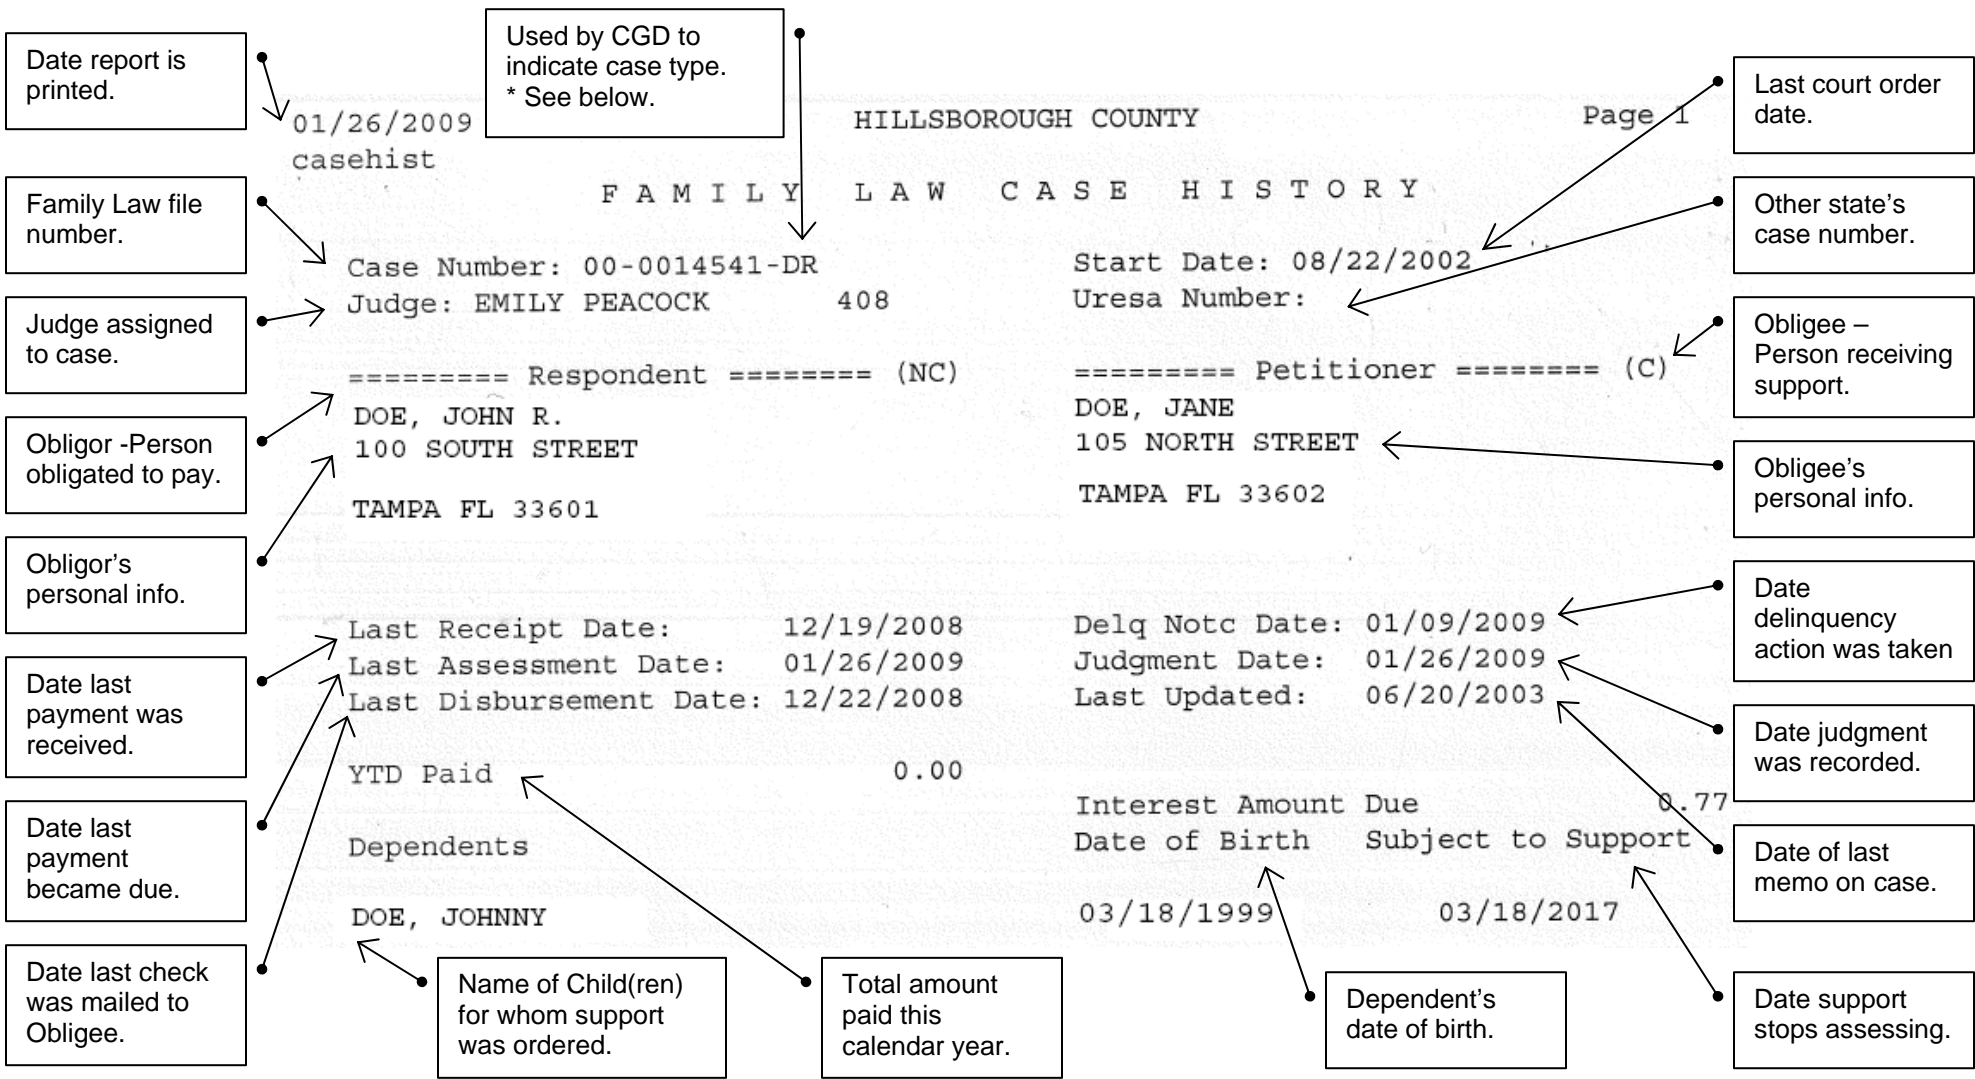 Date report is
printed.
Used by CGD to
indicate case type.
* See below.
Last court order
date.
01/26/2009 HILLSBOROUGH COUNTY Page 1
casehist
Family Law file
number.
FAMILY LAW CASE HISTORY
Other state's
case number.
Case Number: 00-0014541-DR Start Date: 08/22/2002
Judge: EMILY PEACOCK 408 Uresa Number:
Judge assigned
to case.
Obligee –
Person receiving
support.
========= Respondent ======== (NC) ========= Petitioner ======== (C)
DOE, JOHN R. DOE, JANE
100 SOUTH STREET 105 NORTH STREET
TAMPA FL 33601 TAMPA FL 33602
Obligor -Person
obligated to pay.
Obligee's
personal info.
Obligor's
personal info.
Date
delinquency
action was taken
Last Receipt Date: 12/19/2008 Delq Notc Date: 01/09/2009
Last Assessment Date: 01/26/2009 Judgment Date: 01/26/2009
Last Disbursement Date: 12/22/2008 Last Updated: 06/20/2003
Date last
payment was
received.
Date judgment
was recorded.
YTD Paid 0.00
Interest Amount Due 0.77
Dependents Date of Birth Subject to Support
Date last
payment
became due.
Date of last
memo on case.
DOE, JOHNNY 03/18/1999 03/18/2017
Date last check
was mailed to
Obligee.
Name of Child(ren)
for whom support
was ordered.
Total amount
paid this
calendar year.
Dependent's
date of birth.
Date support
stops assessing.